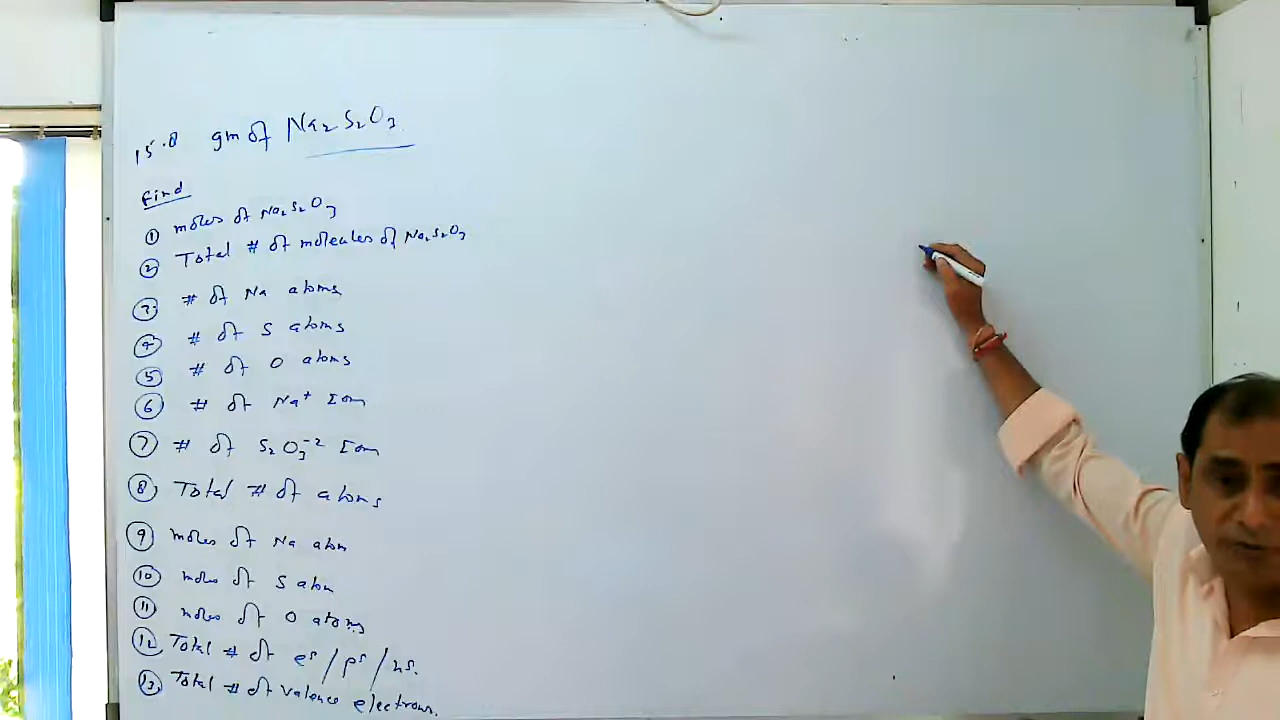 15.8 gm of Na₂S₂O₃
Find
① moles of Na₂S₂O₃
② Total # of molecules of Na₂S₂O₃
③ # of Na atoms
④ # of S atoms
⑤ # of O atoms
⑥ # of Na⁺ Ion
⑦ # of S₂O₃⁻² Ion
⑧ Total # of atoms
⑨ moles of Na atom
⑩ moles of S atom
⑪ moles of O atoms
⑫ Total # of es/ps/ns.
⑬ Total # of valence electrons.